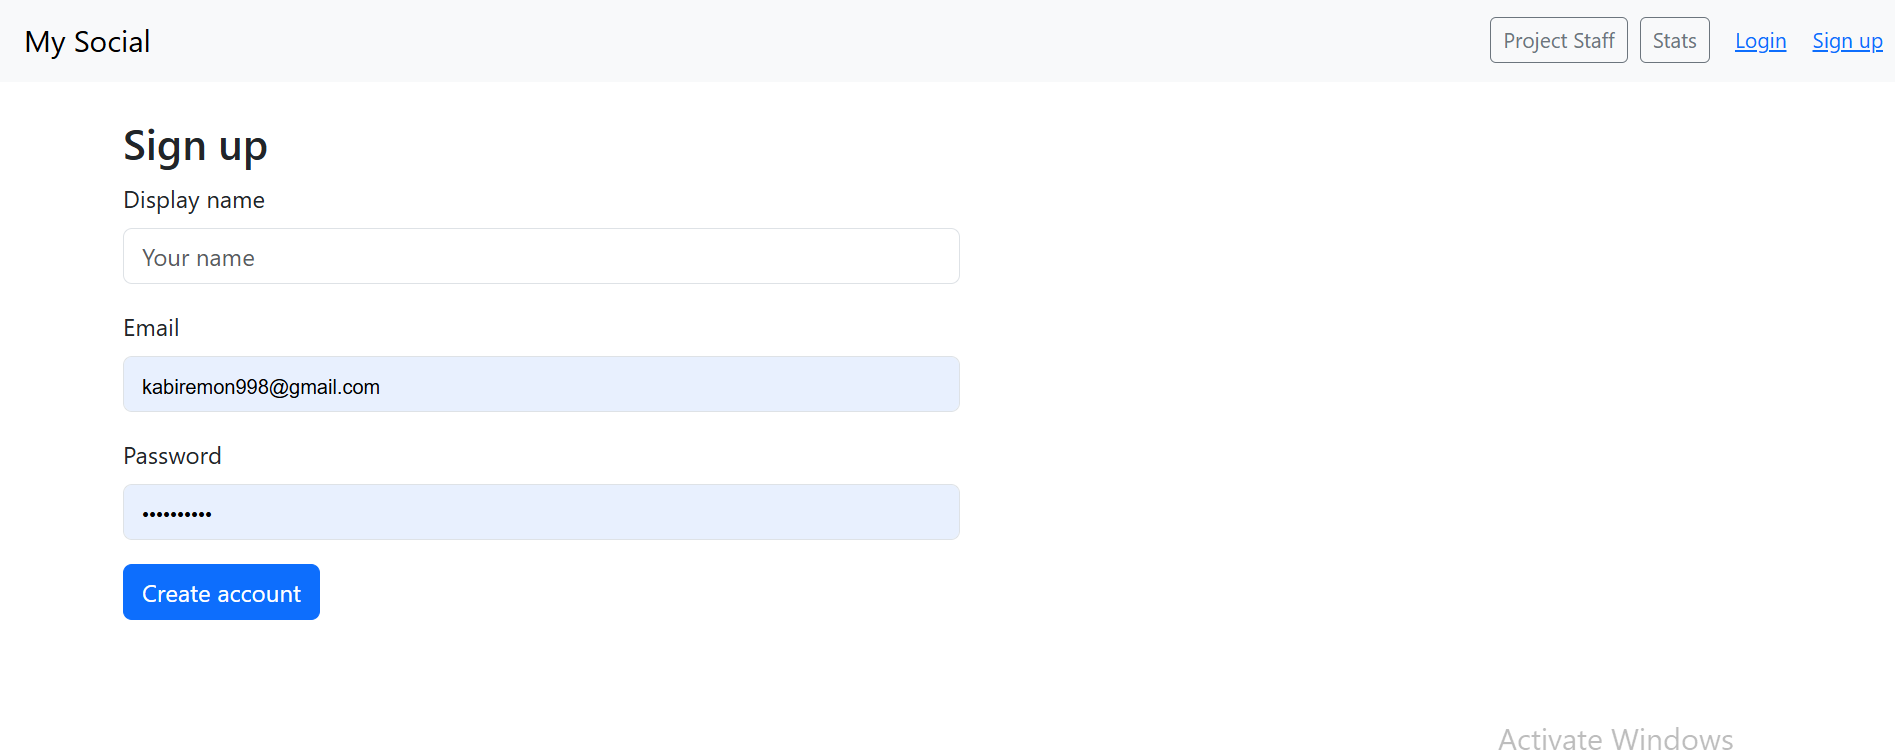 My Social
Project Staff Stats Login Sign up
Sign up
Display name
Your name
Email
kabiremon998@gmail.com
Password
••••••••••
Create account
Activate Windows